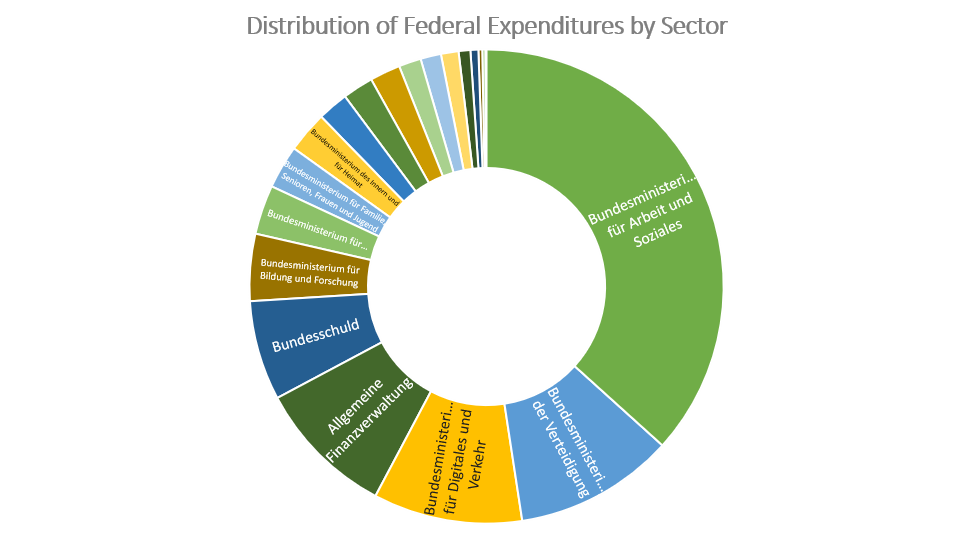 Distribution of Federal Expenditures by Sector
Bundesministeri...
für Arbeit und
Soziales
Bundesministeri...
der Verteidigung
Bundesministeri...
für Digitales und
Verkehr
Allgemeine
Finanzverwaltung
Bundesschuld
Bundesministerium für
Bildung und Forschung
Bundesministerium für...
Bundesministerium für Familie,
Senioren, Frauen und Jugend
Bundesministerium des Innern und
für Heimat